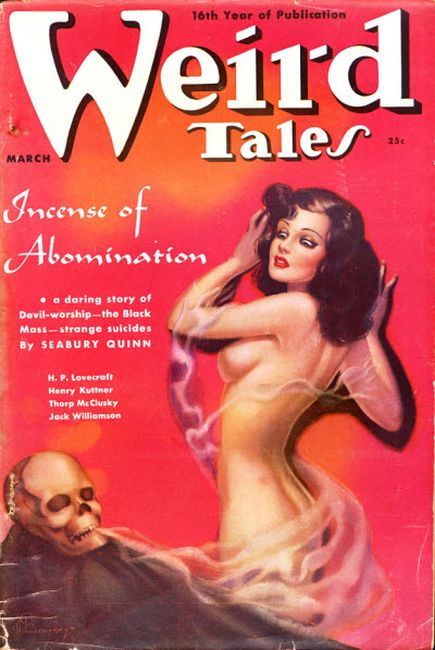 16th Year of Publication
Weird
Tales
MARCH
25c
Incense of
Abomination
• a daring story of
Devil-worship—the Black
Mass—strange suicides
By SEABURY QUINN
H. P. Lovecraft
Henry Kuttner
Thorp McClusky
Jack Williamson